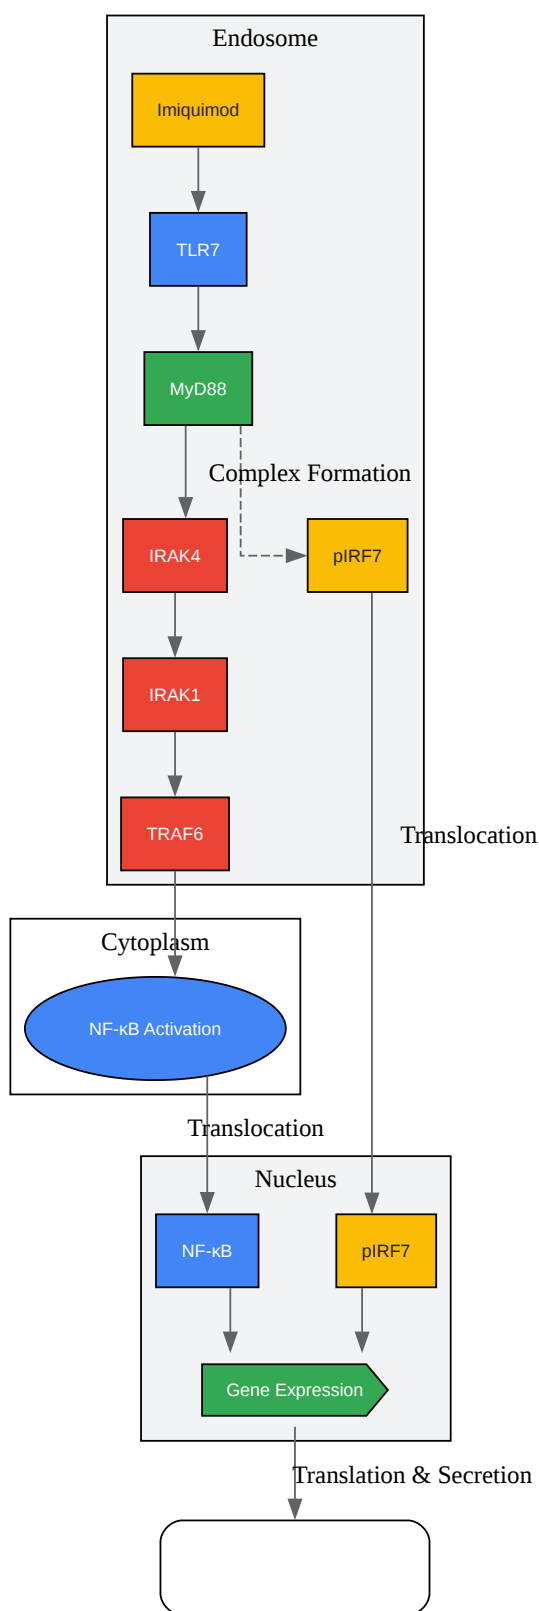 Endosome
Imiquimod
TLR7
MyD88
Complex Formation
IRAK4
pIRF7
IRAK1
TRAF6
Translocation
Cytoplasm
NF-κB Activation
Translocation
Nucleus
NF-κB
pIRF7
Gene Expression
Translation & Secretion